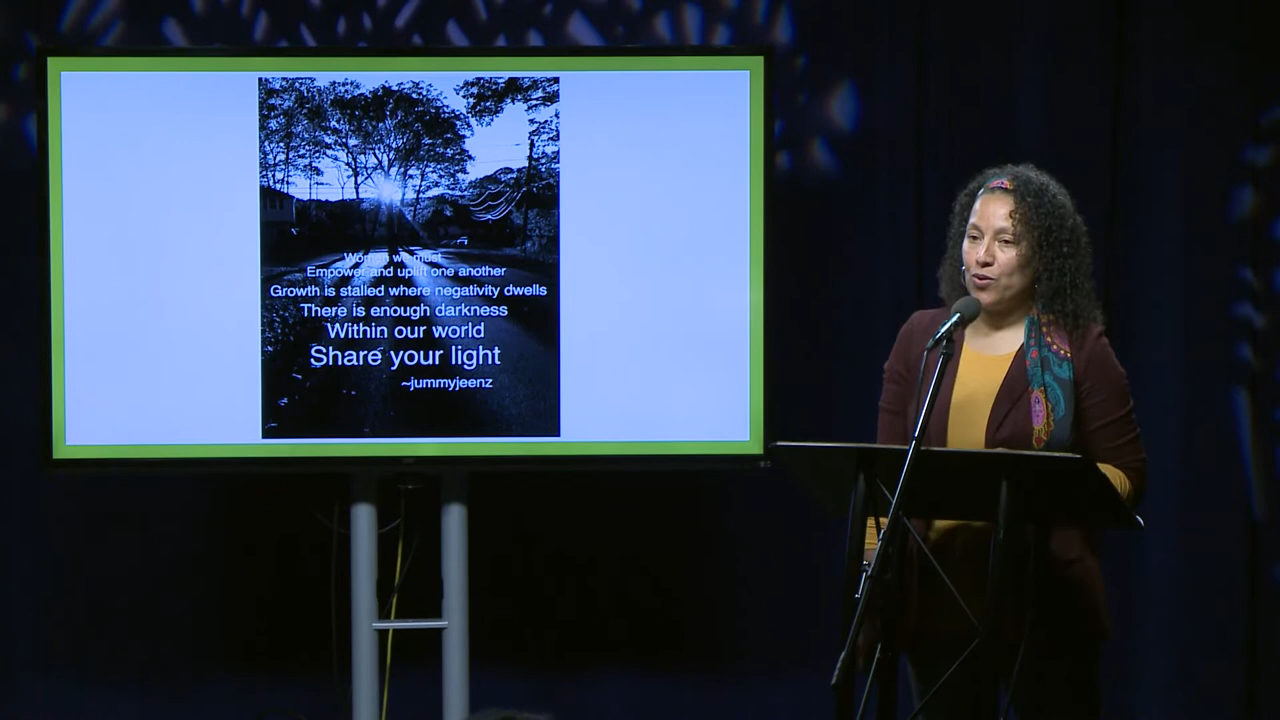 Women we must
Empower and uplift one another
Growth is stalled where negativity dwells
There is enough darkness
Within our world
Share your light
~jummyjeenz